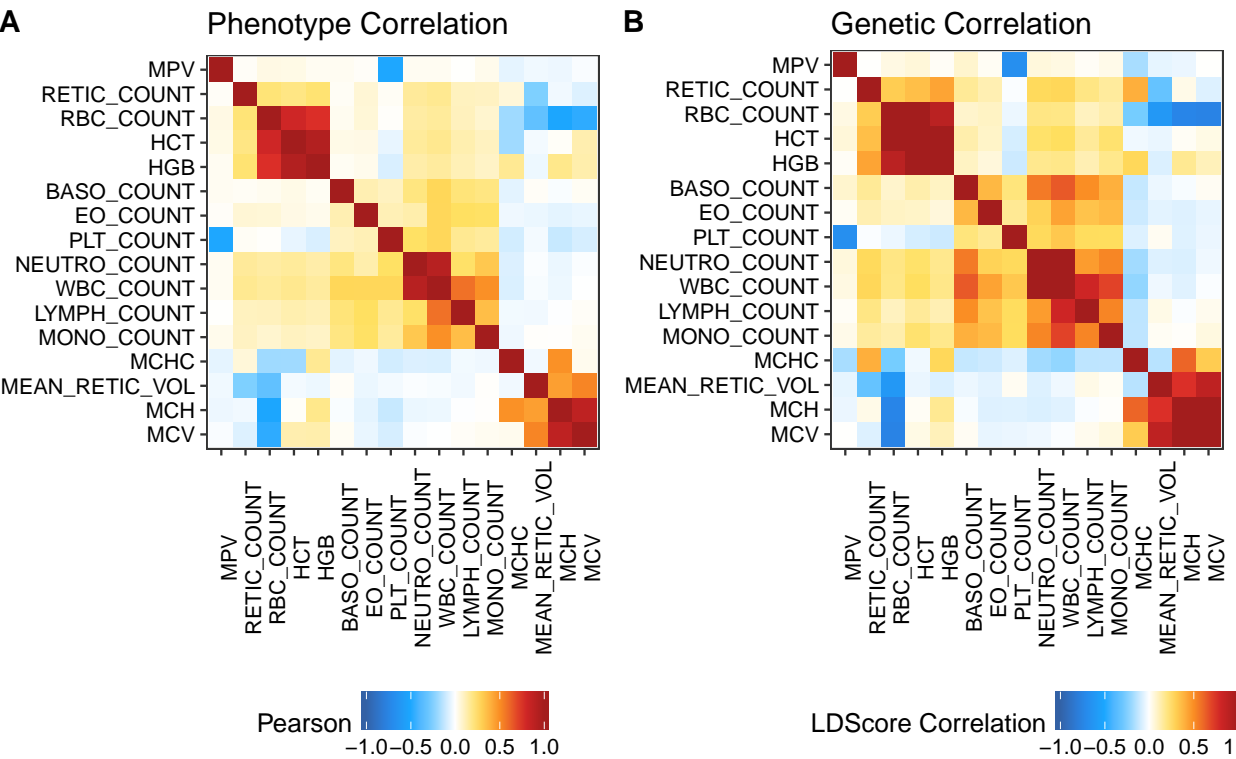 A
Phenotype Correlation
MPV
RETIC_COUNT
RBC_COUNT
HCT
HGB
BASO_COUNT
EO_COUNT
PLT_COUNT
NEUTRO_COUNT
WBC_COUNT
LYMPH_COUNT
MONO_COUNT
MCHC
MEAN_RETIC_VOL
MCH
MCV
MPV
RETIC_COUNT
RBC_COUNT
HCT
HGB
BASO_COUNT
EO_COUNT
PLT_COUNT
NEUTRO_COUNT
WBC_COUNT
LYMPH_COUNT
MONO_COUNT
MCHC
MEAN_RETIC_VOL
MCH
MCV
Pearson
−1.0 −0.5 0.0 0.5 1.0
B
Genetic Correlation
MPV
RETIC_COUNT
RBC_COUNT
HCT
HGB
BASO_COUNT
EO_COUNT
PLT_COUNT
NEUTRO_COUNT
WBC_COUNT
LYMPH_COUNT
MONO_COUNT
MCHC
MEAN_RETIC_VOL
MCH
MCV
MPV
RETIC_COUNT
RBC_COUNT
HCT
HGB
BASO_COUNT
EO_COUNT
PLT_COUNT
NEUTRO_COUNT
WBC_COUNT
LYMPH_COUNT
MONO_COUNT
MCHC
MEAN_RETIC_VOL
MCH
MCV
LDScore Correlation
−1.0 −0.5 0.0 0.5 1